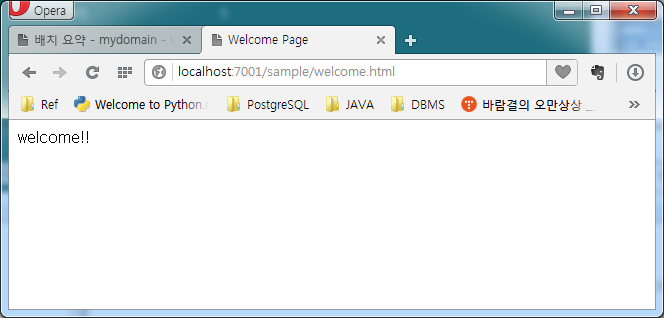 Opera
배치 요약 - mydomain -
Welcome Page
localhost:7001/sample/welcome.html
Ref Welcome to Python. PostgreSQL JAVA DBMS 바람결의 오만상상
welcome!!